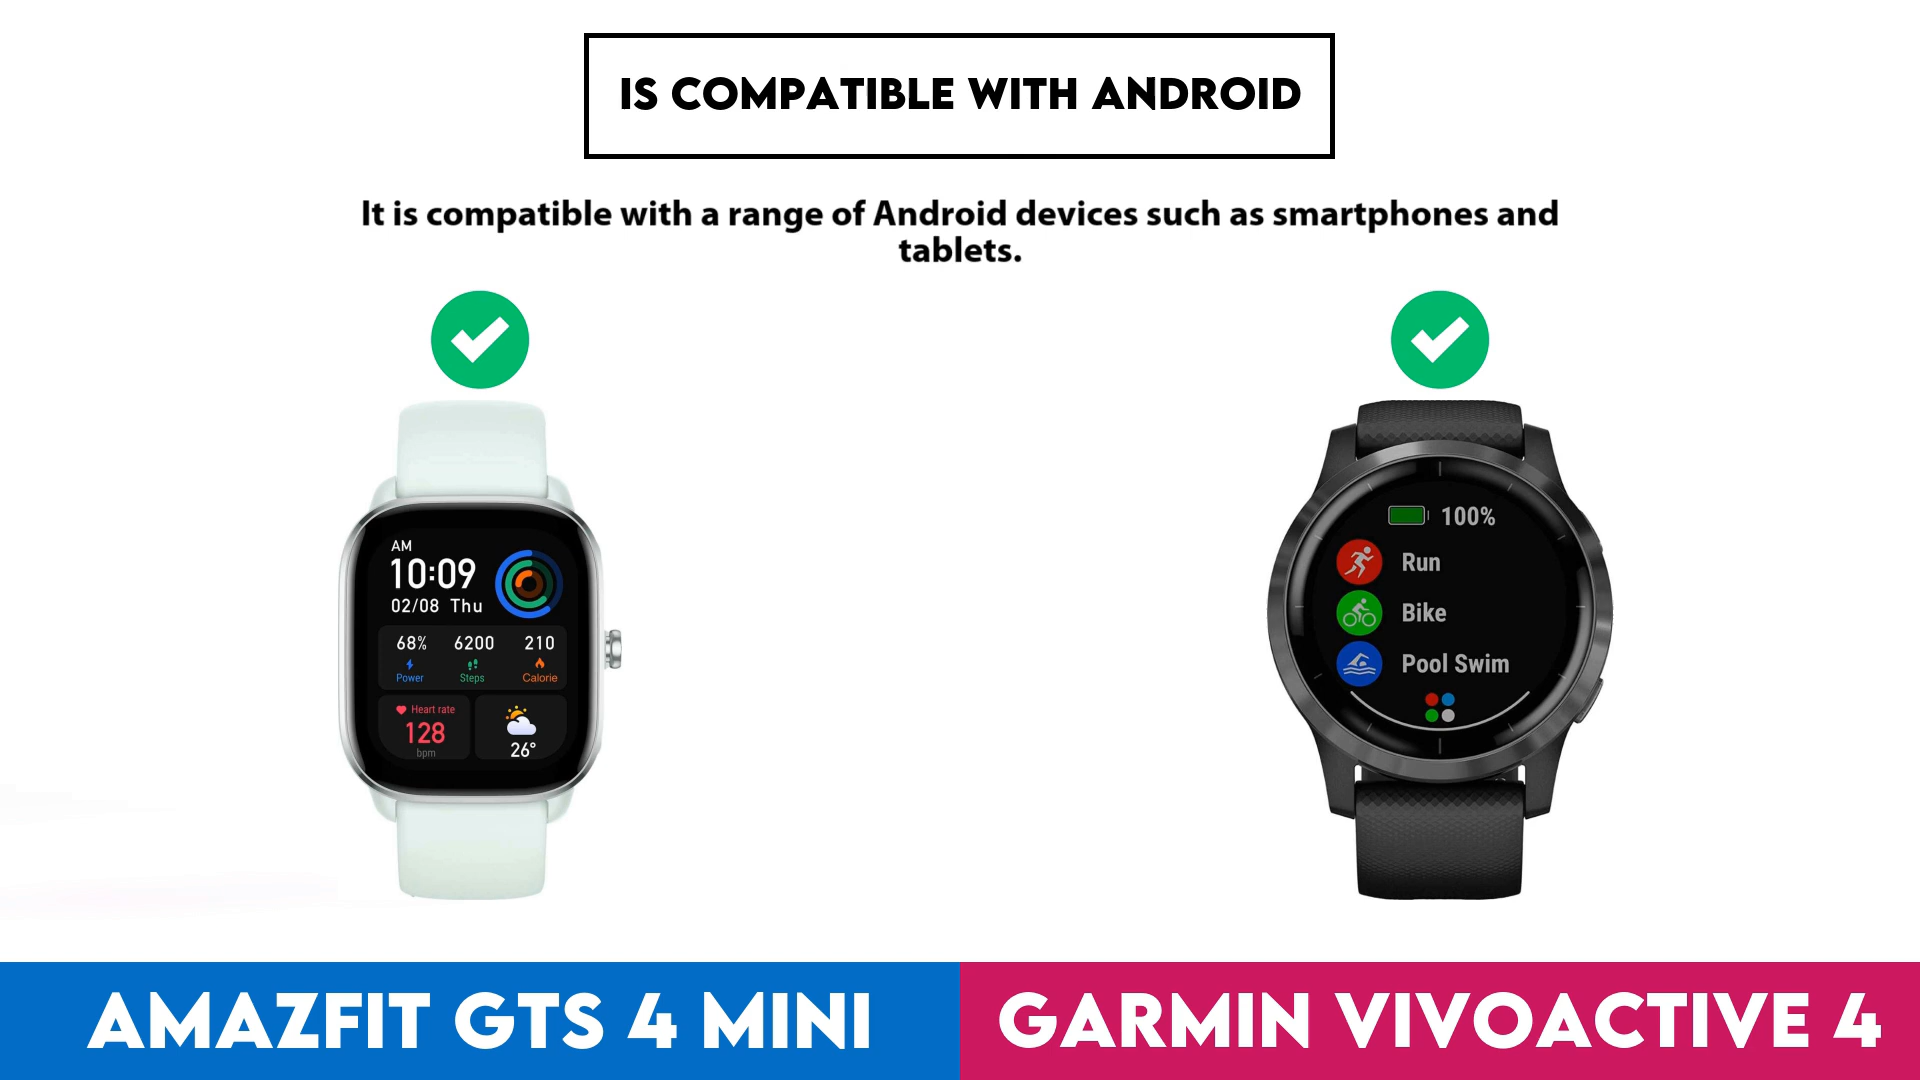 IS COMPATIBLE WITH ANDROID
It is compatible with a range of Android devices such as smartphones and
tablets.
AM
10:09
02/08 Thu
68% 6200 210
Power Steps Calorie
Heart rate
128
bpm
26°
100%
Run
Bike
Pool Swim
AMAZFIT GTS 4 MINI
GARMIN VIVOACTIVE 4